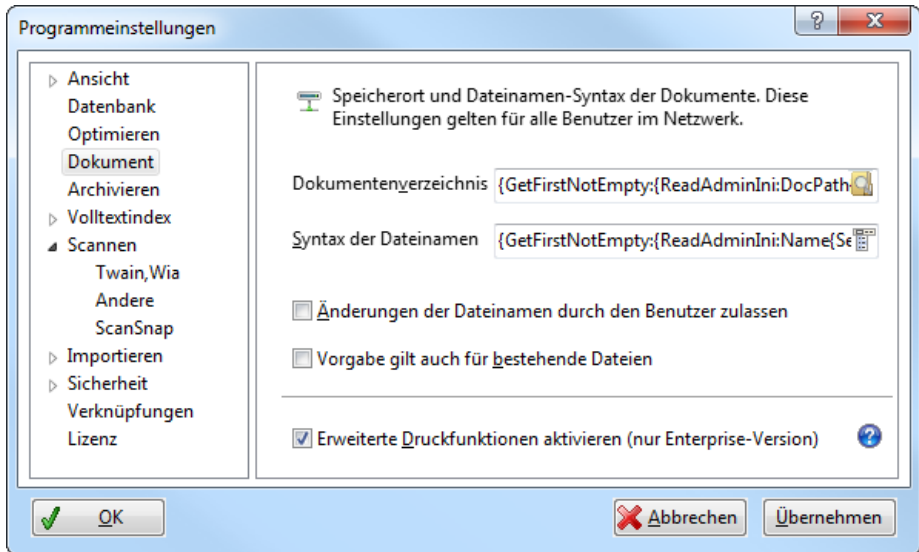 Programmeinstellungen
Ansicht
Datenbank
Optimieren
Dokument
Archivieren
Volltextindex
Scannen
Twain,Wia
Andere
ScanSnap
Importieren
Sicherheit
Verknüpfungen
Lizenz
Speicherort und Dateinamen-Syntax der Dokumente. Diese
Einstellungen gelten für alle Benutzer im Netzwerk.
Dokumentenverzeichnis {GetFirstNotEmpty:{ReadAdminIni:DocPath
Syntax der Dateinamen {GetFirstNotEmpty:{ReadAdminIni:Name{Se
Änderungen der Dateinamen durch den Benutzer zulassen
Vorgabe gilt auch für bestehende Dateien
Erweiterte Druckfunktionen aktivieren (nur Enterprise-Version)
OK
Abbrechen
Übernehmen